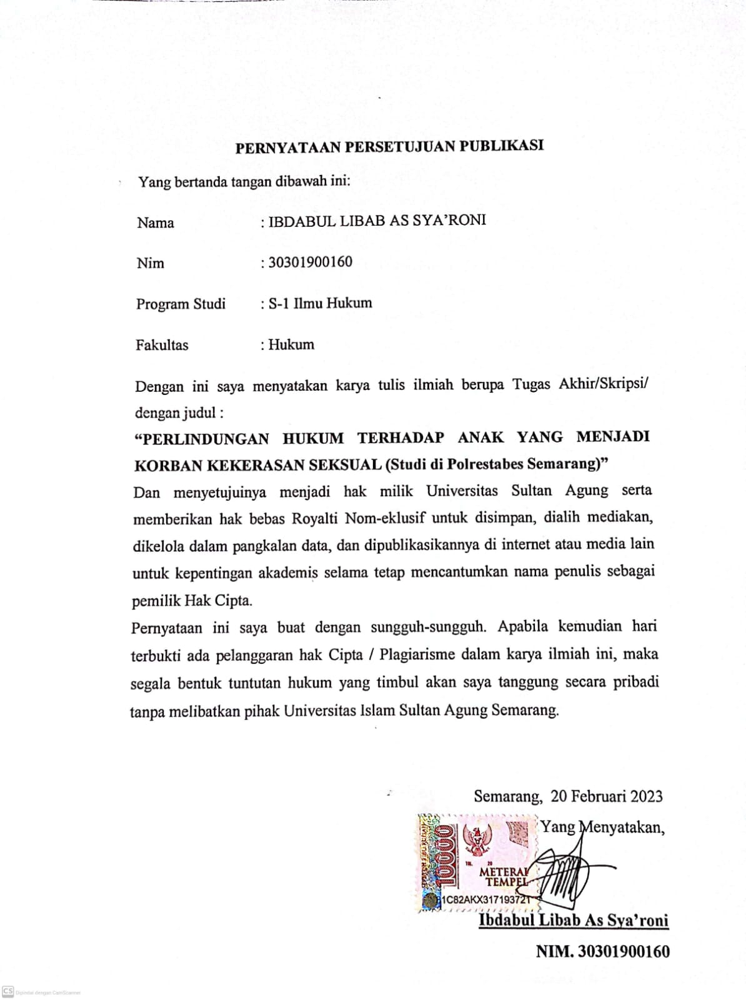 PERNYATAAN PERSETUJUAN PUBLIKASI
Yang bertanda tangan dibawah ini:
Nama : IBDABUL LIBAB AS SYA’RONI
Nim : 30301900160
Program Studi : S-1 Ilmu Hukum
Fakultas : Hukum
Dengan ini saya menyatakan karya tulis ilmiah berupa Tugas Akhir/Skripsi/
dengan judul :
“PERLINDUNGAN HUKUM TERHADAP ANAK YANG MENJADI
KORBAN KEKERASAN SEKSUAL (Studi di Polrestabes Semarang)”
Dan menyetujuinya menjadi hak milik Universitas Sultan Agung serta
memberikan hak bebas Royalti Nom-eklusif untuk disimpan, dialih mediakan,
dikelola dalam pangkalan data, dan dipublikasikannya di internet atau media lain
untuk kepentingan akademis selama tetap mencantumkan nama penulis sebagai
pemilik Hak Cipta.
Pernyataan ini saya buat dengan sungguh-sungguh. Apabila kemudian hari
terbukti ada pelanggaran hak Cipta / Plagiarisme dalam karya ilmiah ini, maka
segala bentuk tuntutan hukum yang timbul akan saya tanggung secara pribadi
tanpa melibatkan pihak Universitas Islam Sultan Agung Semarang.
Semarang, 20 Februari 2023
Yang Menyatakan,
10000
METERAI
TEMPEL
1C82AKX317193721
Ibdabul Libab As Sya’roni
NIM. 30301900160
CS Dipindai dengan CamScanner